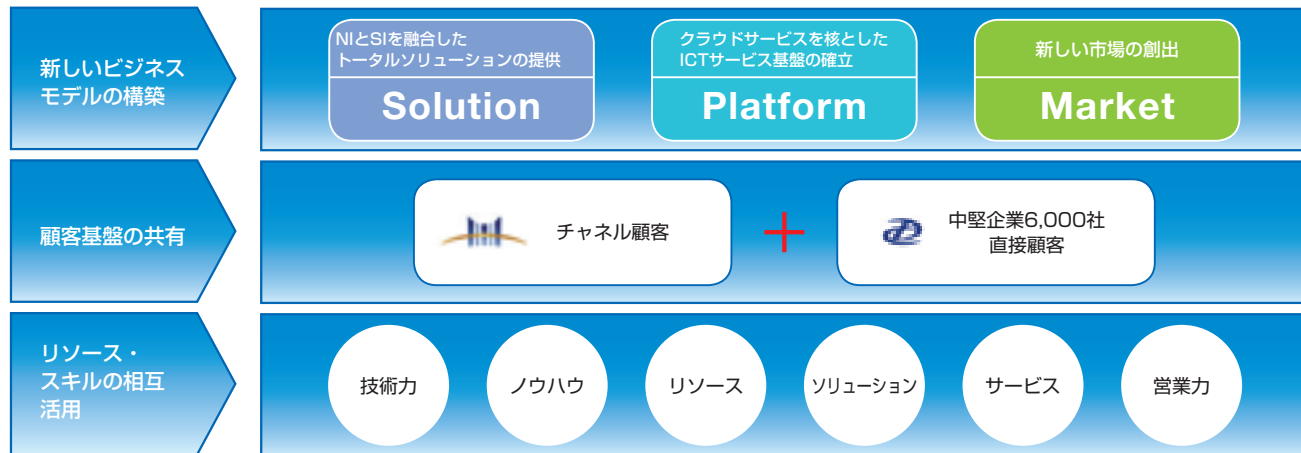 新しいビジネス
モデルの構築
NIとSIを融合した
トータルソリューションの提供
Solution
クラウドサービスを核とした
ICTサービス基盤の確立
Platform
新しい市場の創出
Market
顧客基盤の共有
チャネル顧客
+
中堅企業6,000社
直接顧客
リソース・
スキルの相互
活用
技術力
ノウハウ
リソース
ソリューション
サービス
営業力